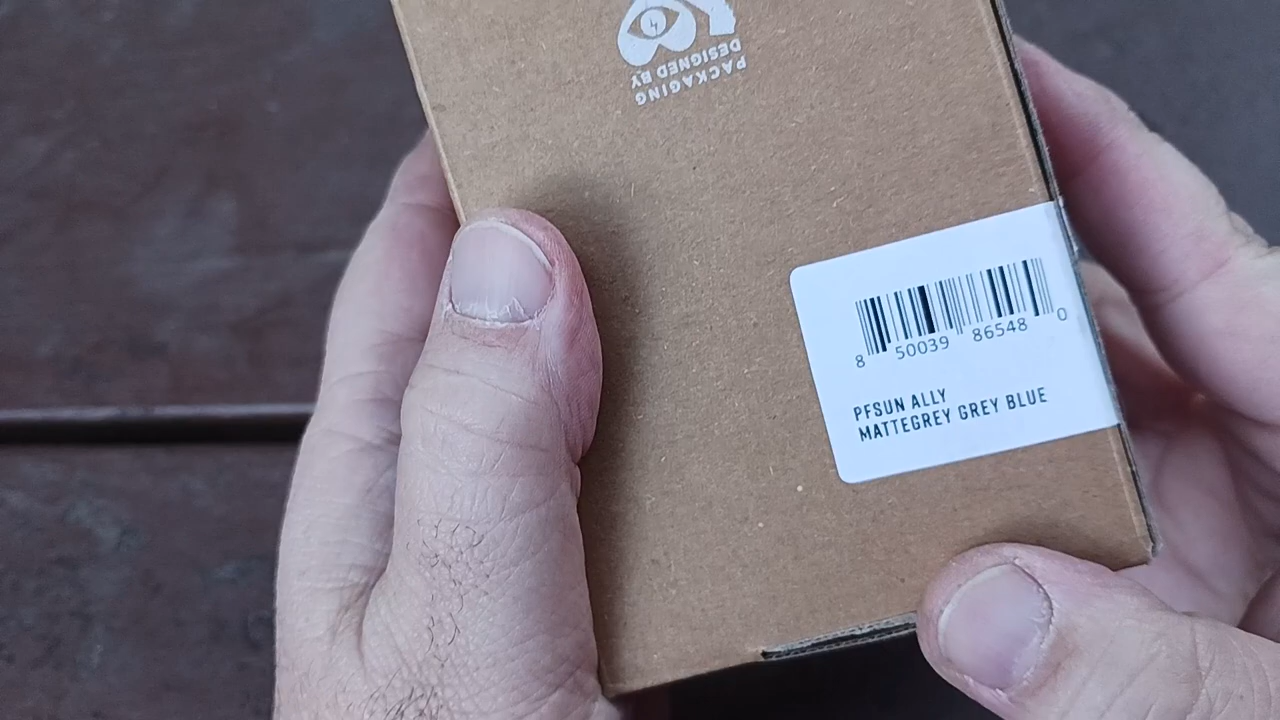 PACKAGING
DESIGNED BY
8 50039 86548 0
PFSUN ALLY
MATTEGREY GREY BLUE